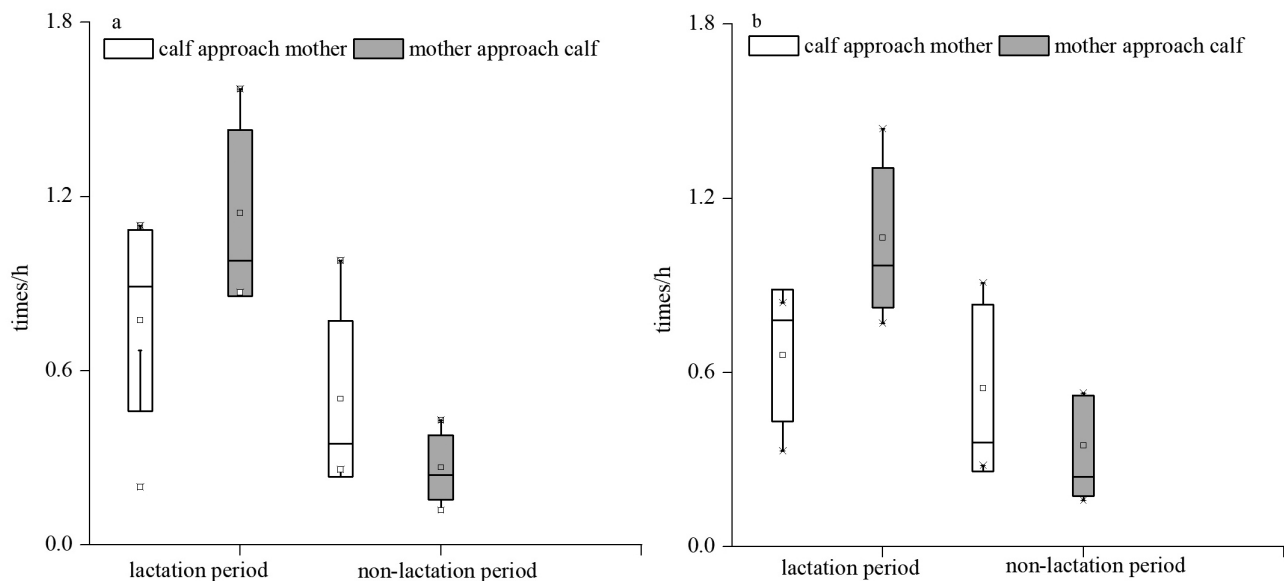 1.8
a
calf approach mother
mother approach calf
1.2
0.6
0.0
times/h
lactation period
non-lactation period
1.8
b
calf approach mother
mother approach calf
1.2
0.6
0.0
times/h
lactation period
non-lactation period